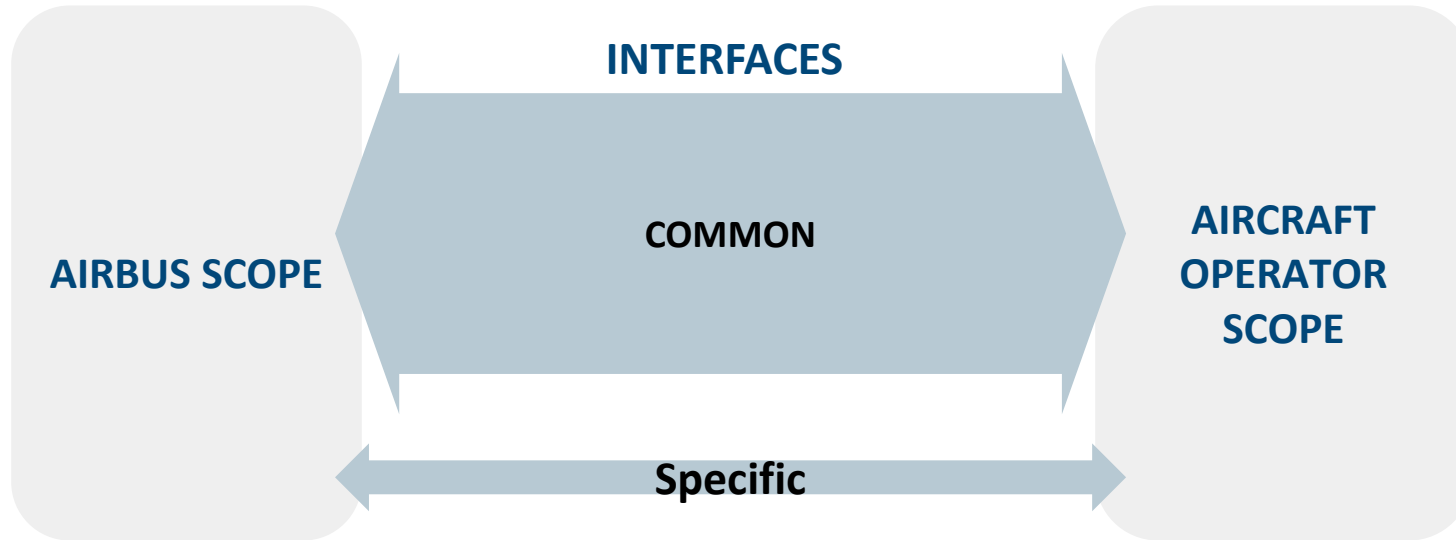 INTERFACES
COMMON
AIRBUS SCOPE
AIRCRAFT
OPERATOR
SCOPE
Specific